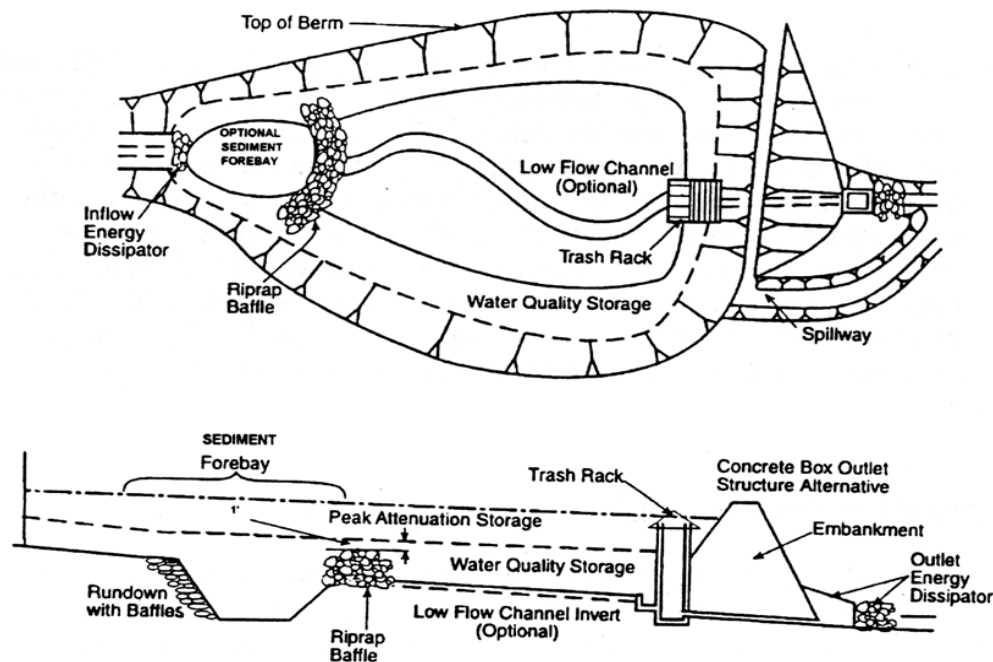 Top of Berm
OPTIONAL
SEDIMENT
FOREBAY
Low Flow Channel
(Optional)
Inflow
Energy
Dissipator
Riprap
Baffle
Trash Rack
Water Quality Storage
Spillway
SEDIMENT
Forebay
Trash Rack
Concrete Box Outlet
Structure Alternative
1'
Peak Attenuation Storage
Embankment
Water Quality Storage
Outlet
Energy
Dissipator
Rundown
with Baffles
Riprap
Baffle
Low Flow Channel Invert
(Optional)